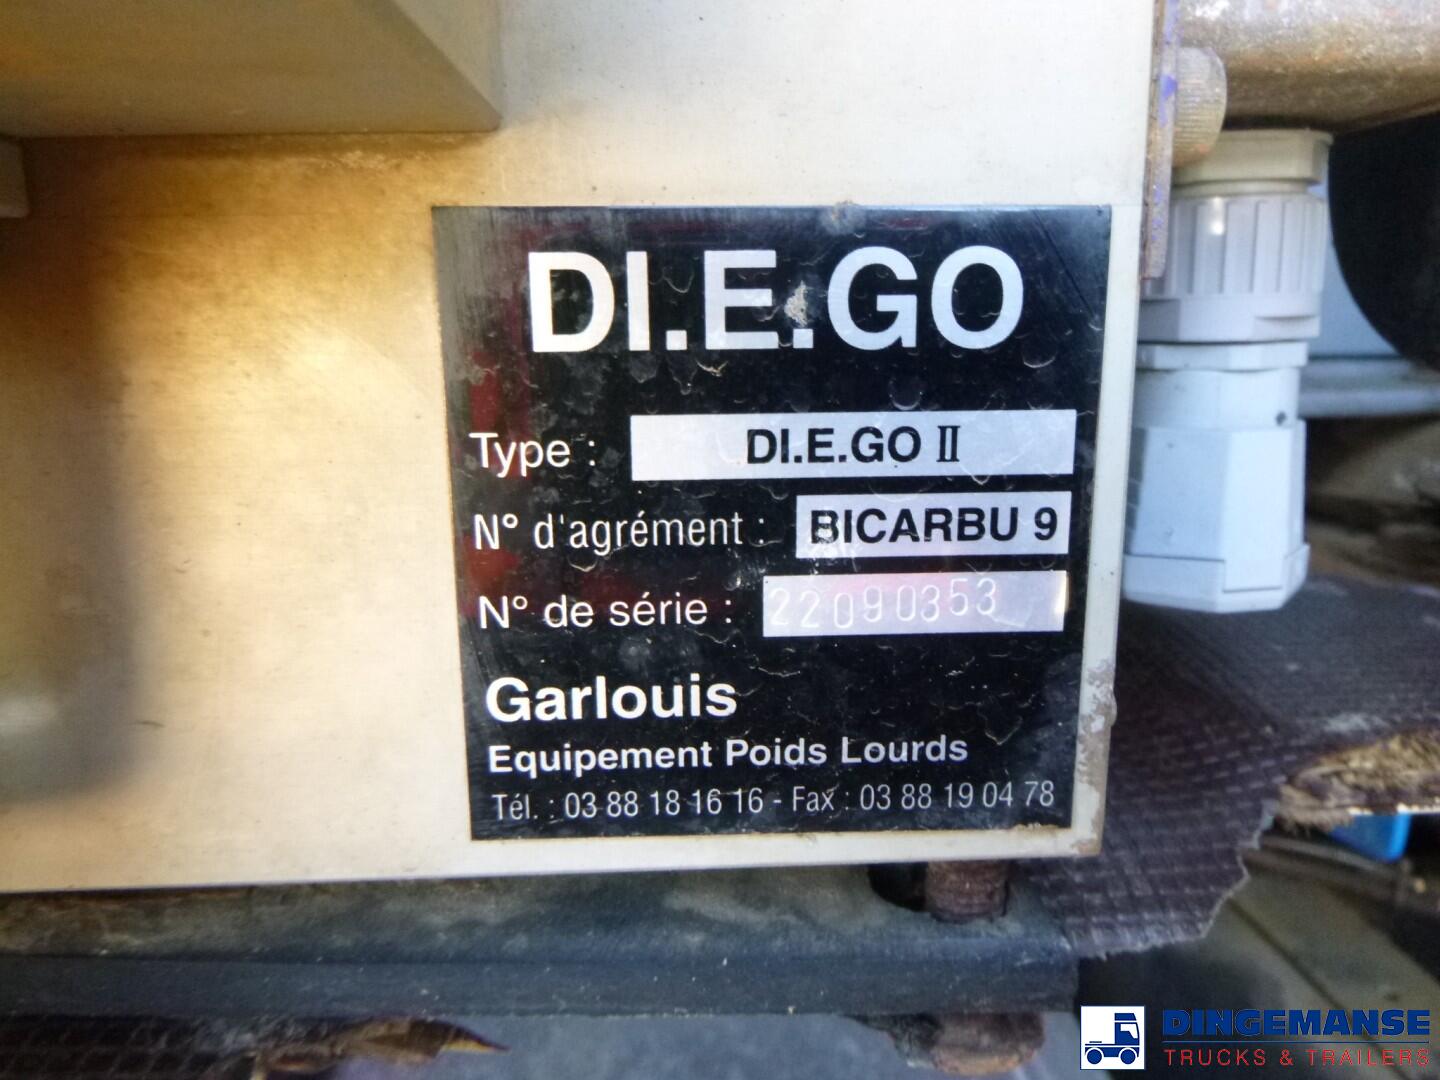 DI.E.GO
Type : DI.E.GO II
N° d'agrément : BICARBU 9
N° de série : 22090353
Garlouis
Equipement Poids Lourds
Tél. : 03 88 18 16 16 - Fax : 03 88 19 04 78
DINGEMANSE
TRUCKS & TRAILERS